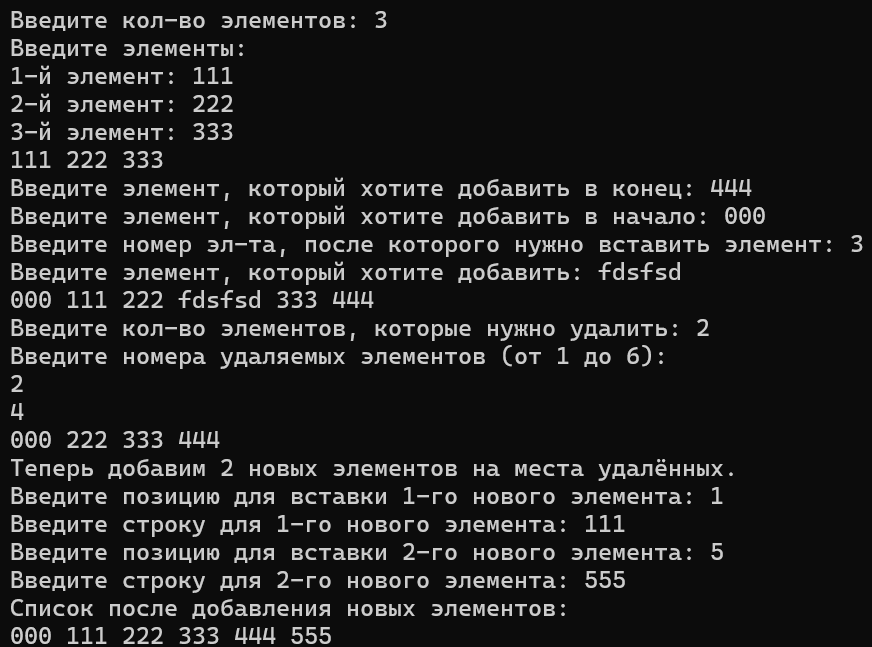 Введите кол-во элементов: 3
Введите элементы:
1-й элемент: 111
2-й элемент: 222
3-й элемент: 333
111 222 333
Введите элемент, который хотите добавить в конец: 444
Введите элемент, который хотите добавить в начало: 000
Введите номер эл-та, после которого нужно вставить элемент: 3
Введите элемент, который хотите добавить: fdsfsd
000 111 222 fdsfsd 333 444
Введите кол-во элементов, которые нужно удалить: 2
Введите номера удаляемых элементов (от 1 до 6):
2
4
000 222 333 444
Теперь добавим 2 новых элементов на места удалённых.
Введите позицию для вставки 1-го нового элемента: 1
Введите строку для 1-го нового элемента: 111
Введите позицию для вставки 2-го нового элемента: 5
Введите строку для 2-го нового элемента: 555
Список после добавления новых элементов:
000 111 222 333 444 555